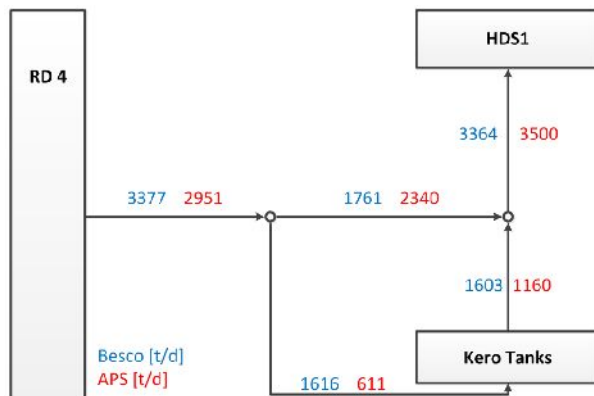 HDS1
RD 4
3364 3500
3377 2951
1761 2340
1603 1160
Besco [t/d]
APS [t/d]
Kero Tanks
1616 611